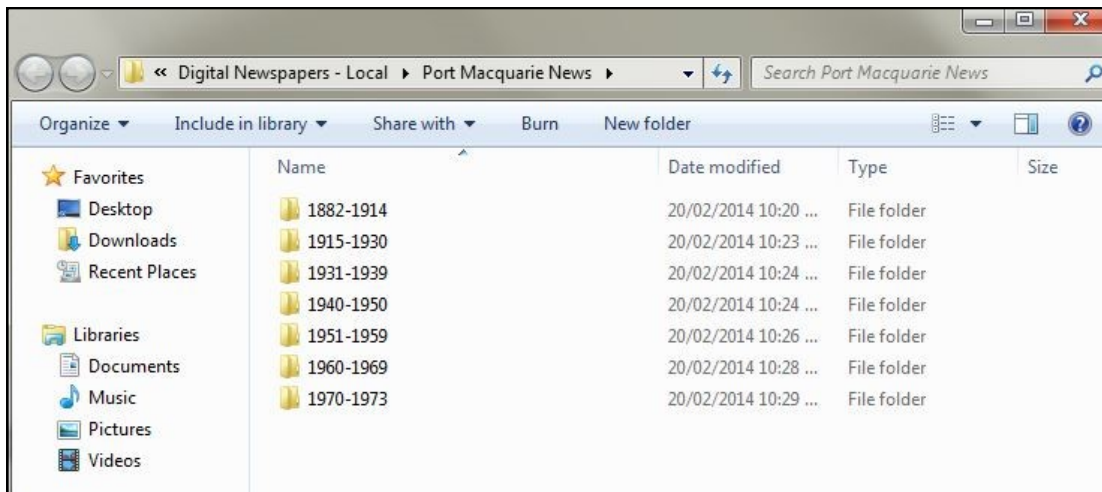 « Digital Newspapers - Local ▸ Port Macquarie News ▸ Search Port Macquarie News
Organize Include in library Share with Burn New folder
Name Date modified Type Size
Favorites
Desktop
Downloads
Recent Places
Libraries
Documents
Music
Pictures
Videos
1882-1914 20/02/2014 10:20 ... File folder
1915-1930 20/02/2014 10:23 ... File folder
1931-1939 20/02/2014 10:24 ... File folder
1940-1950 20/02/2014 10:24 ... File folder
1951-1959 20/02/2014 10:26 ... File folder
1960-1969 20/02/2014 10:28 ... File folder
1970-1973 20/02/2014 10:29 ... File folder